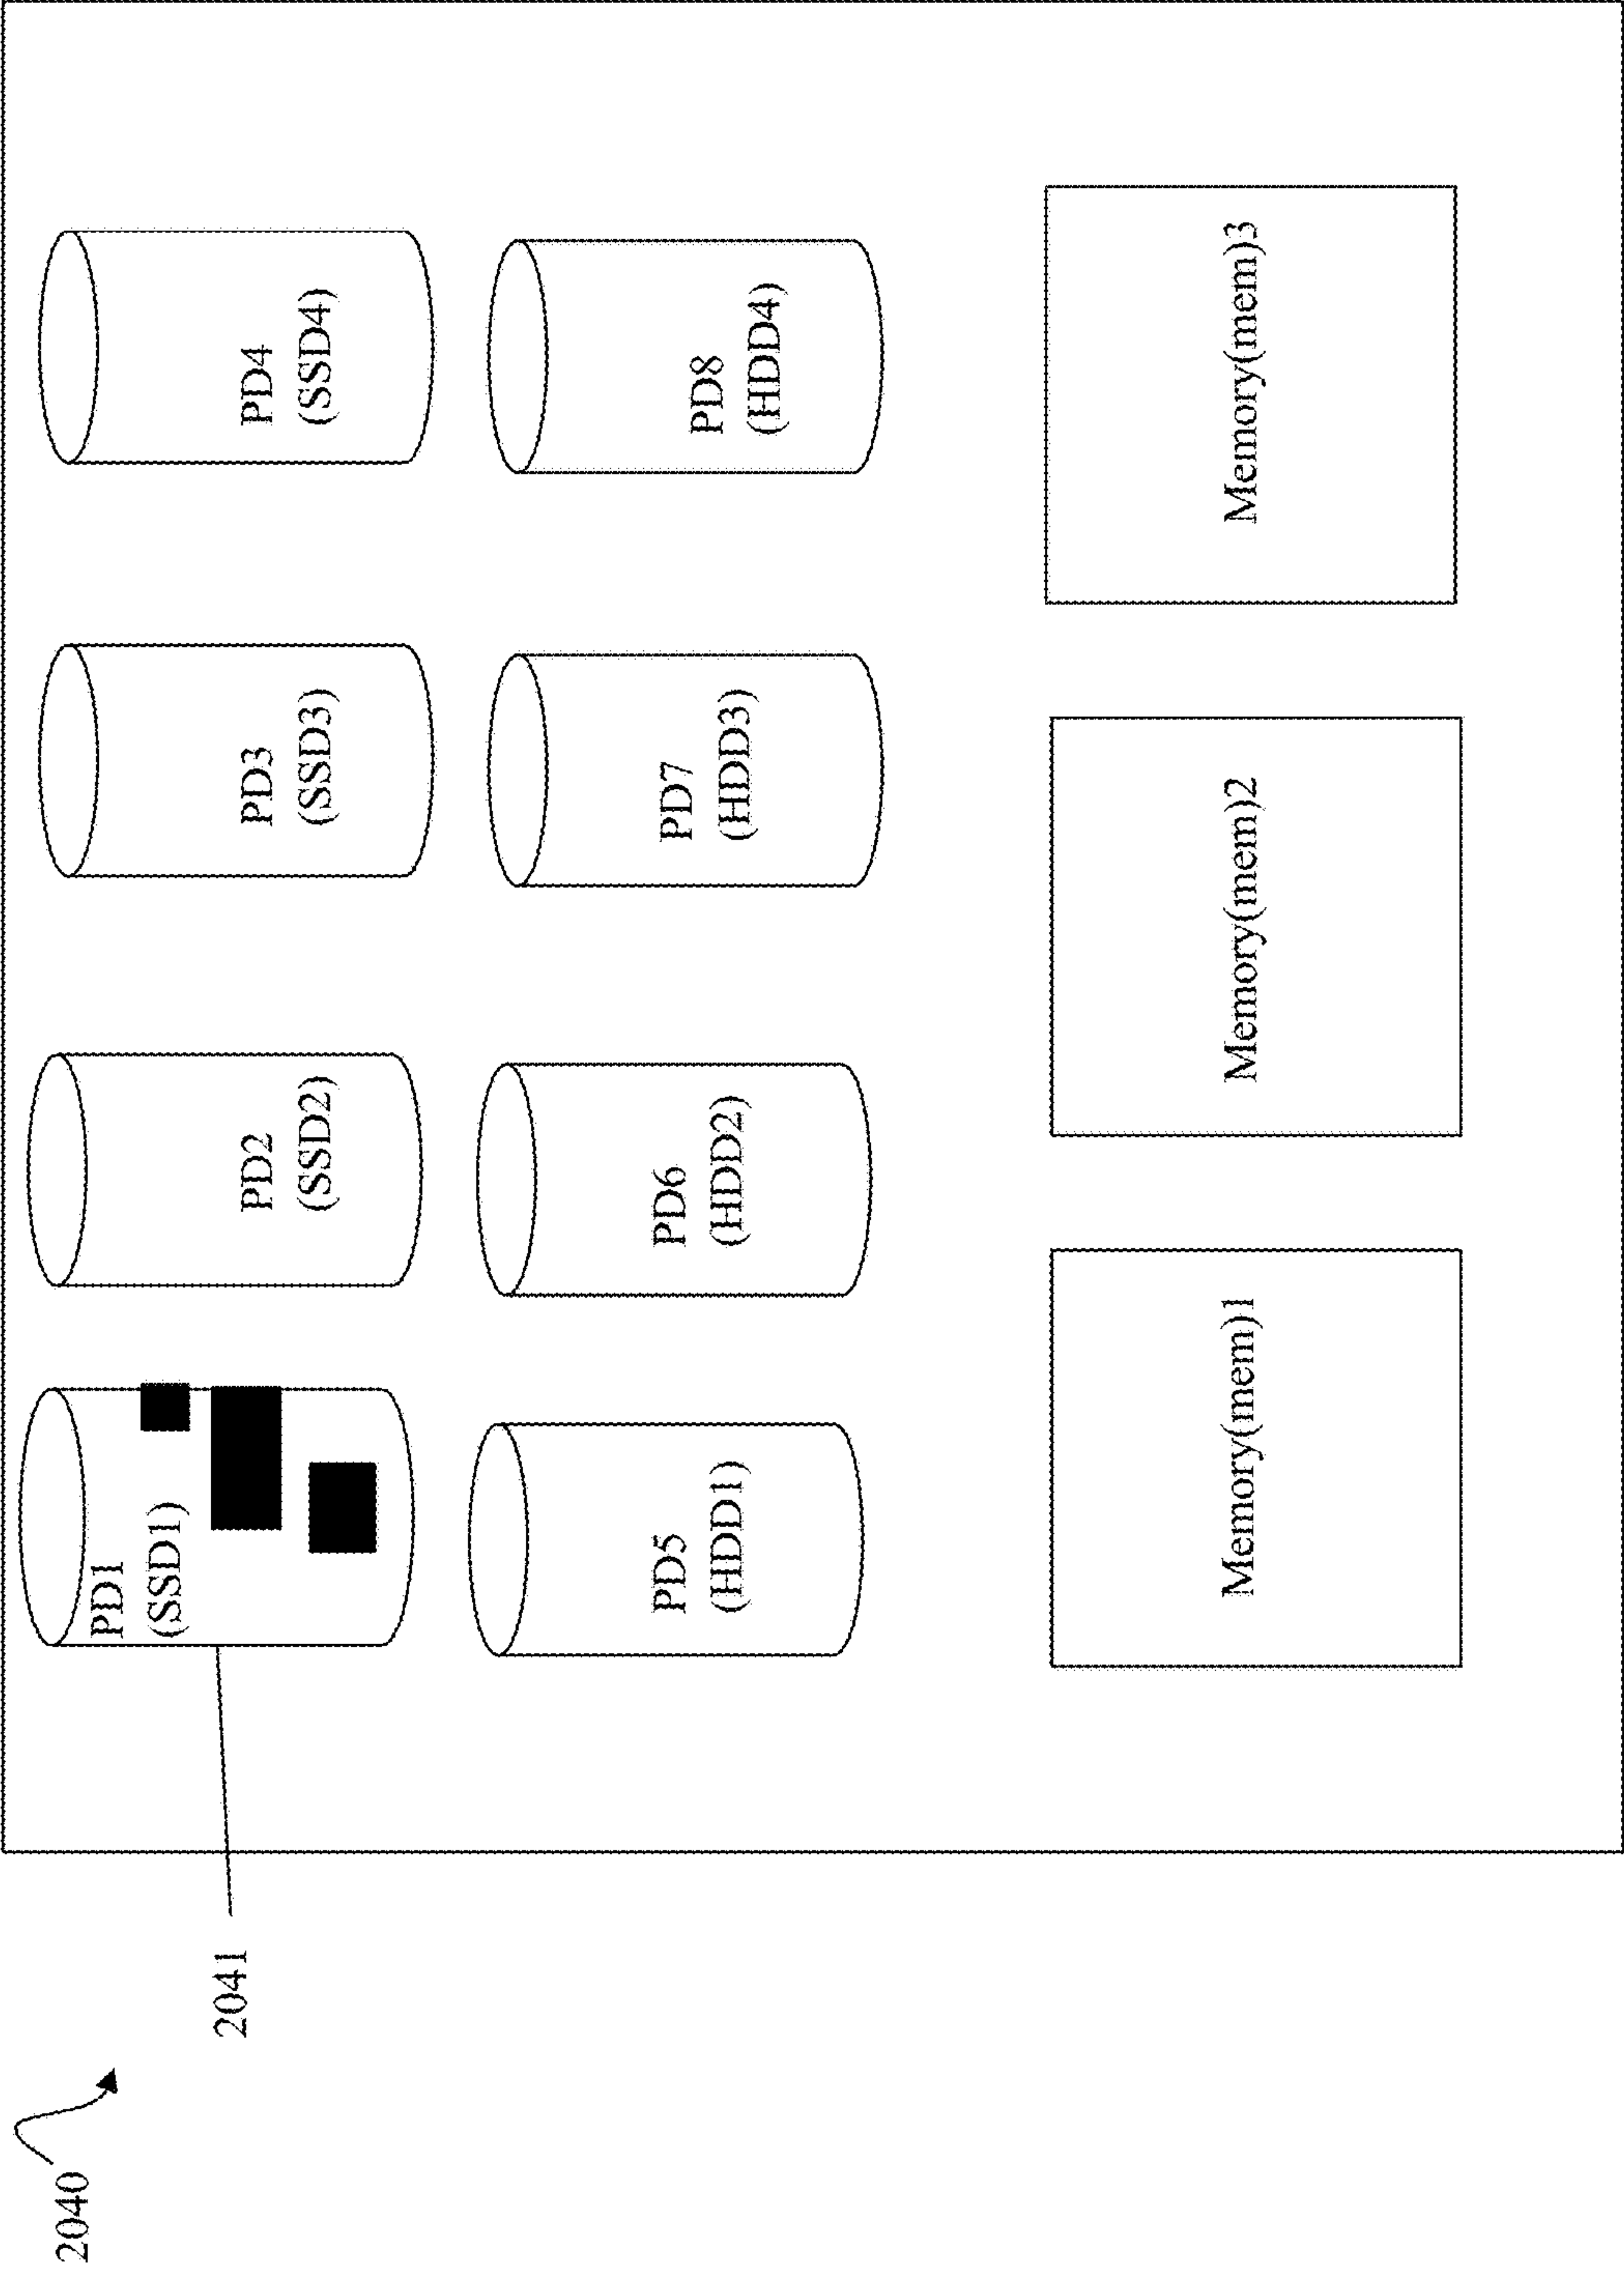 2040
2041
PD1
(SSD1)
PD2
(SSD2)
PD3
(SSD3)
PD4
(SSD4)
PD5
(HDD1)
PD6
(HDD2)
PD7
(HDD3)
PD8
(HDD4)
Memory(mem)1
Memory(mem)2
Memory(mem)3